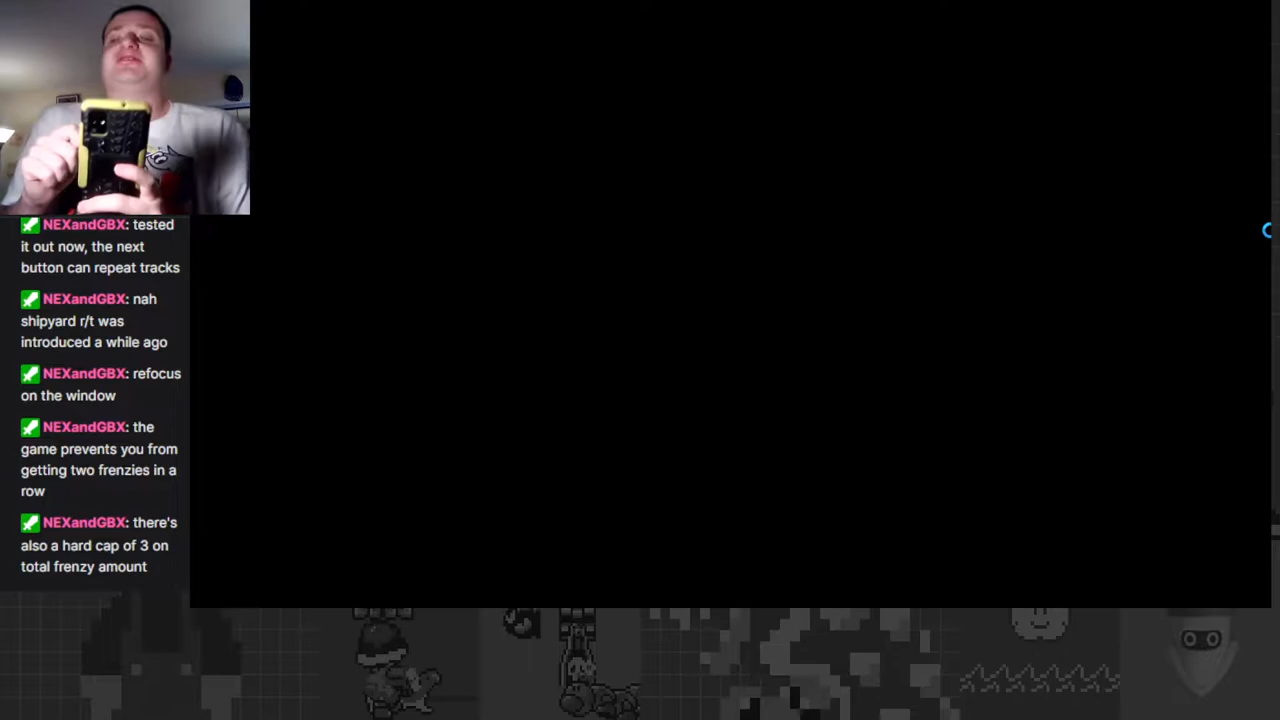 NEXandGBX: tested
it out now, the next
button can repeat tracks
NEXandGBX: nah
shipyard r/t was
introduced a while ago
NEXandGBX: refocus
on the window
NEXandGBX: the
game prevents you from
getting two frenzies in a
row
NEXandGBX: there's
also a hard cap of 3 on
total frenzy amount